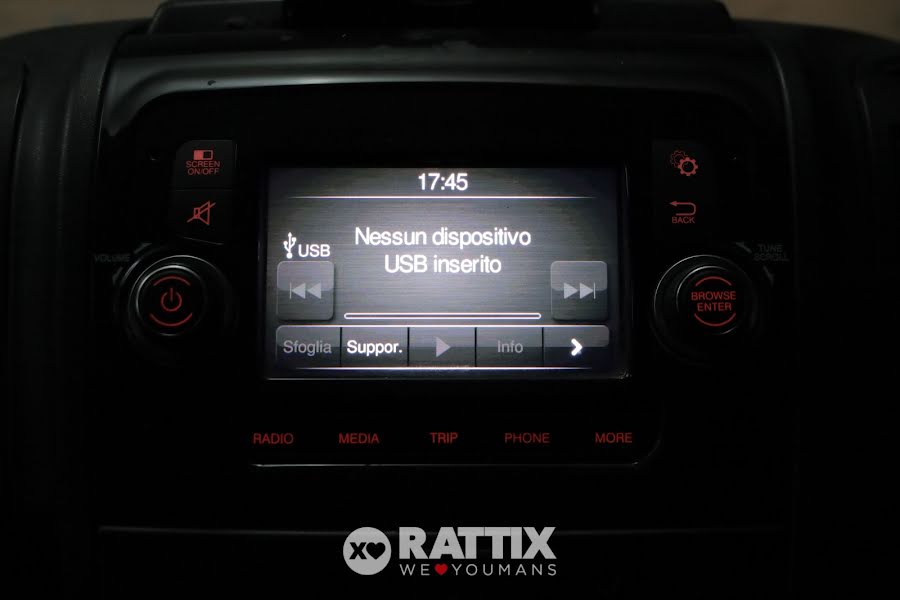 17:45
SCREEN
ON/OFF
BACK
USB
Nessun dispositivo
USB inserito
VOLUME
TUNE
SCROLL
BROWSE
ENTER
Sfoglia
Suppor.
Info
RADIO
MEDIA
TRIP
PHONE
MORE
XO
RATTIX
WE YOUMANS